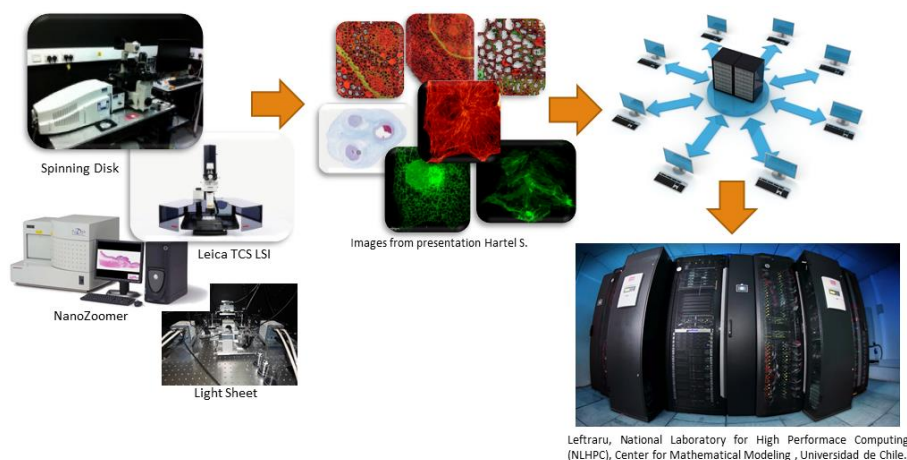 Spinning Disk
Leica TCS LSI
NanoZoomer
Light Sheet
Images from presentation Hartel S.
Leftraru, National Laboratory for High Performace Computing
(NLHPC), Center for Mathematical Modeling , Universidad de Chile.